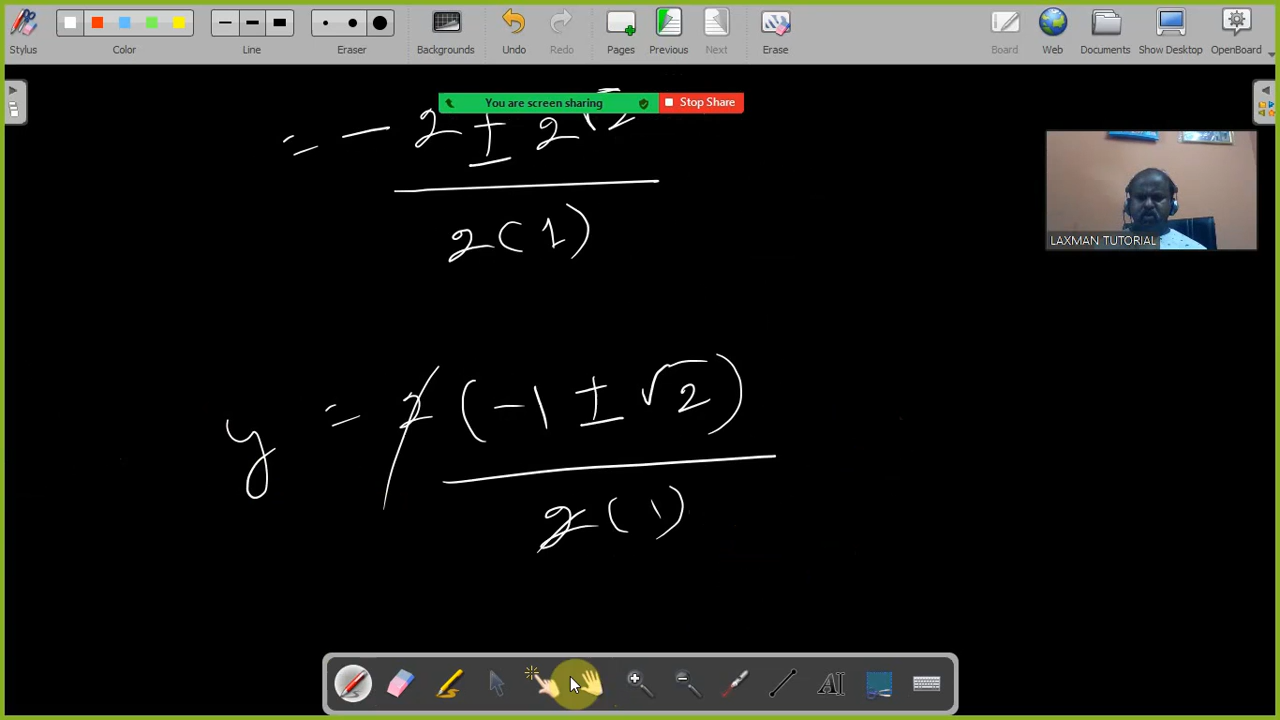 Stylus Color Line Eraser Backgrounds Undo Redo Pages Previous Next Erase Board Web Documents Show Desktop OpenBoard
You are screen sharing Stop Share
= - 2 ± 2√2
2(1)
LAXMAN TUTORIAL
y = 2(-1 ± √2)
2(1)
AI